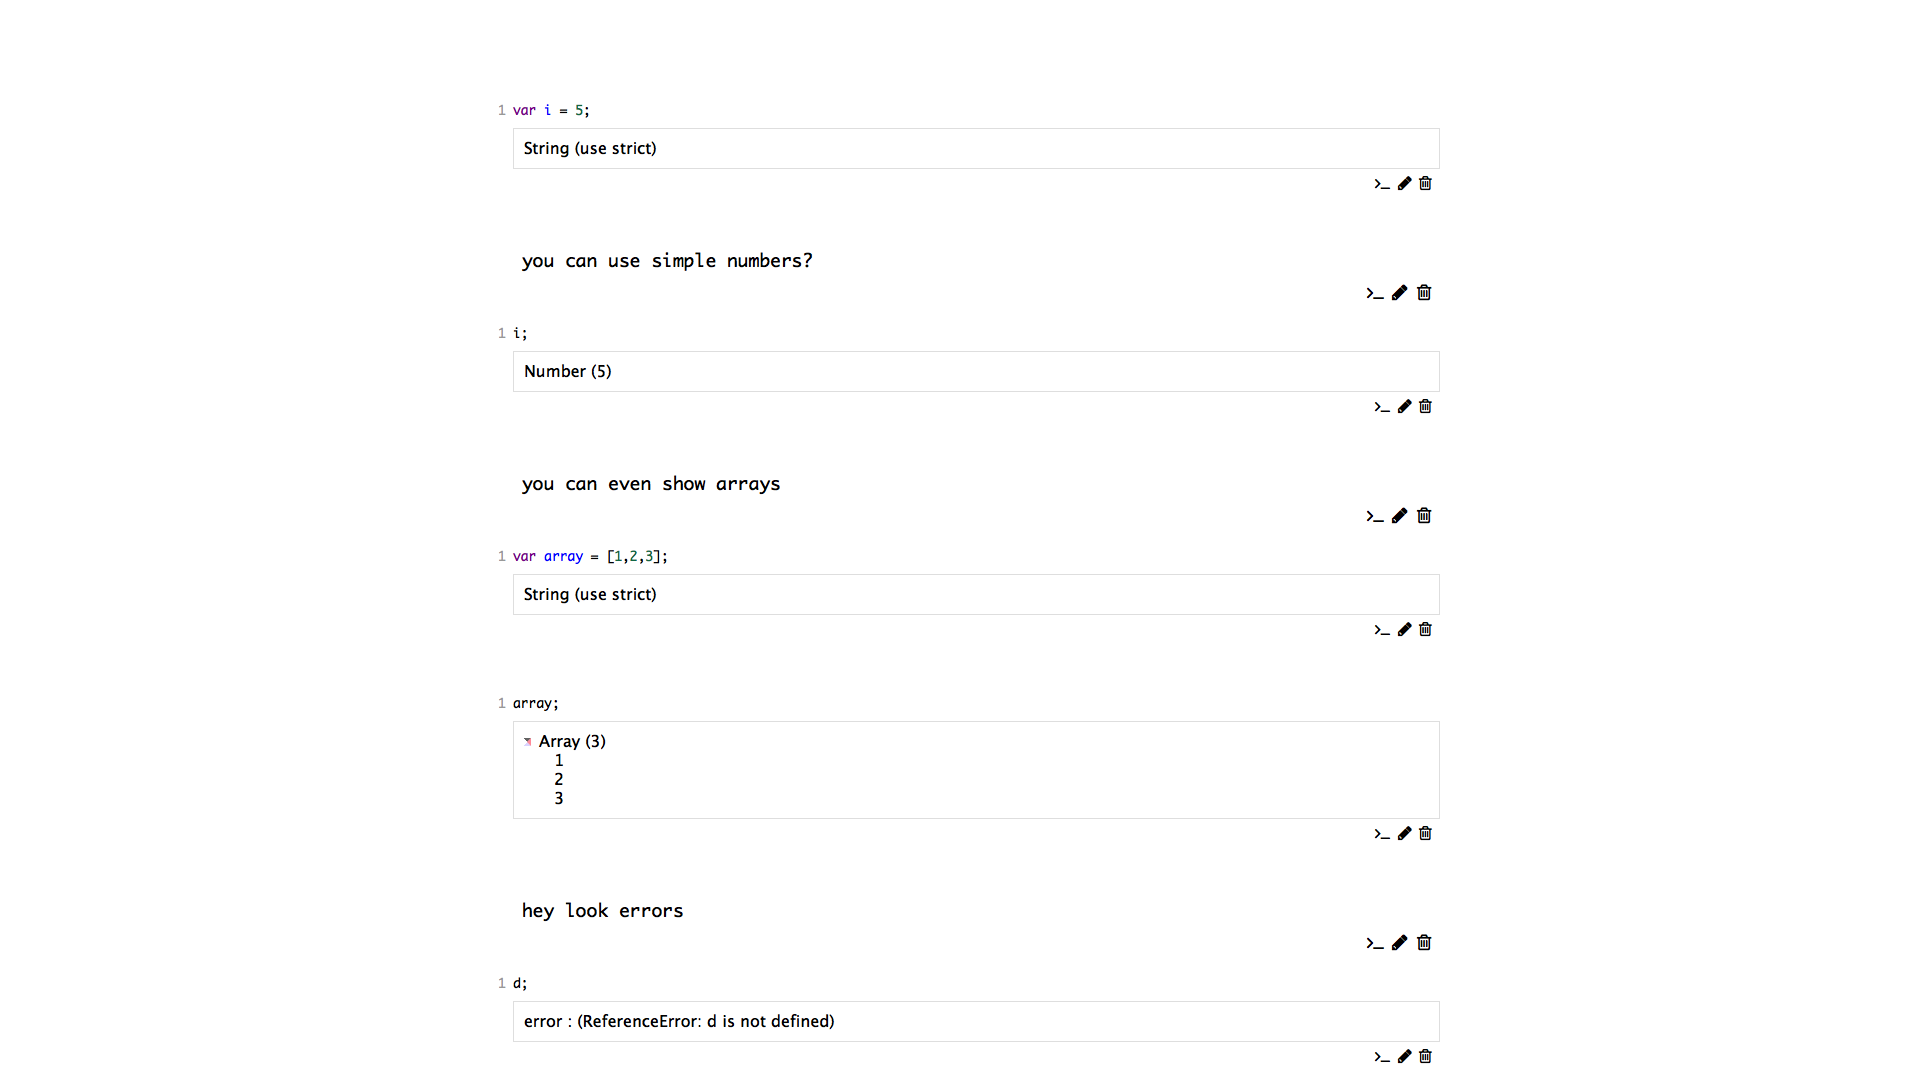 1 var i = 5;
String (use strict)
you can use simple numbers?
1 i;
Number (5)
you can even show arrays
1 var array = [1,2,3];
String (use strict)
1 array;
Array (3)
1
2
3
hey look errors
1 d;
error : (ReferenceError: d is not defined)